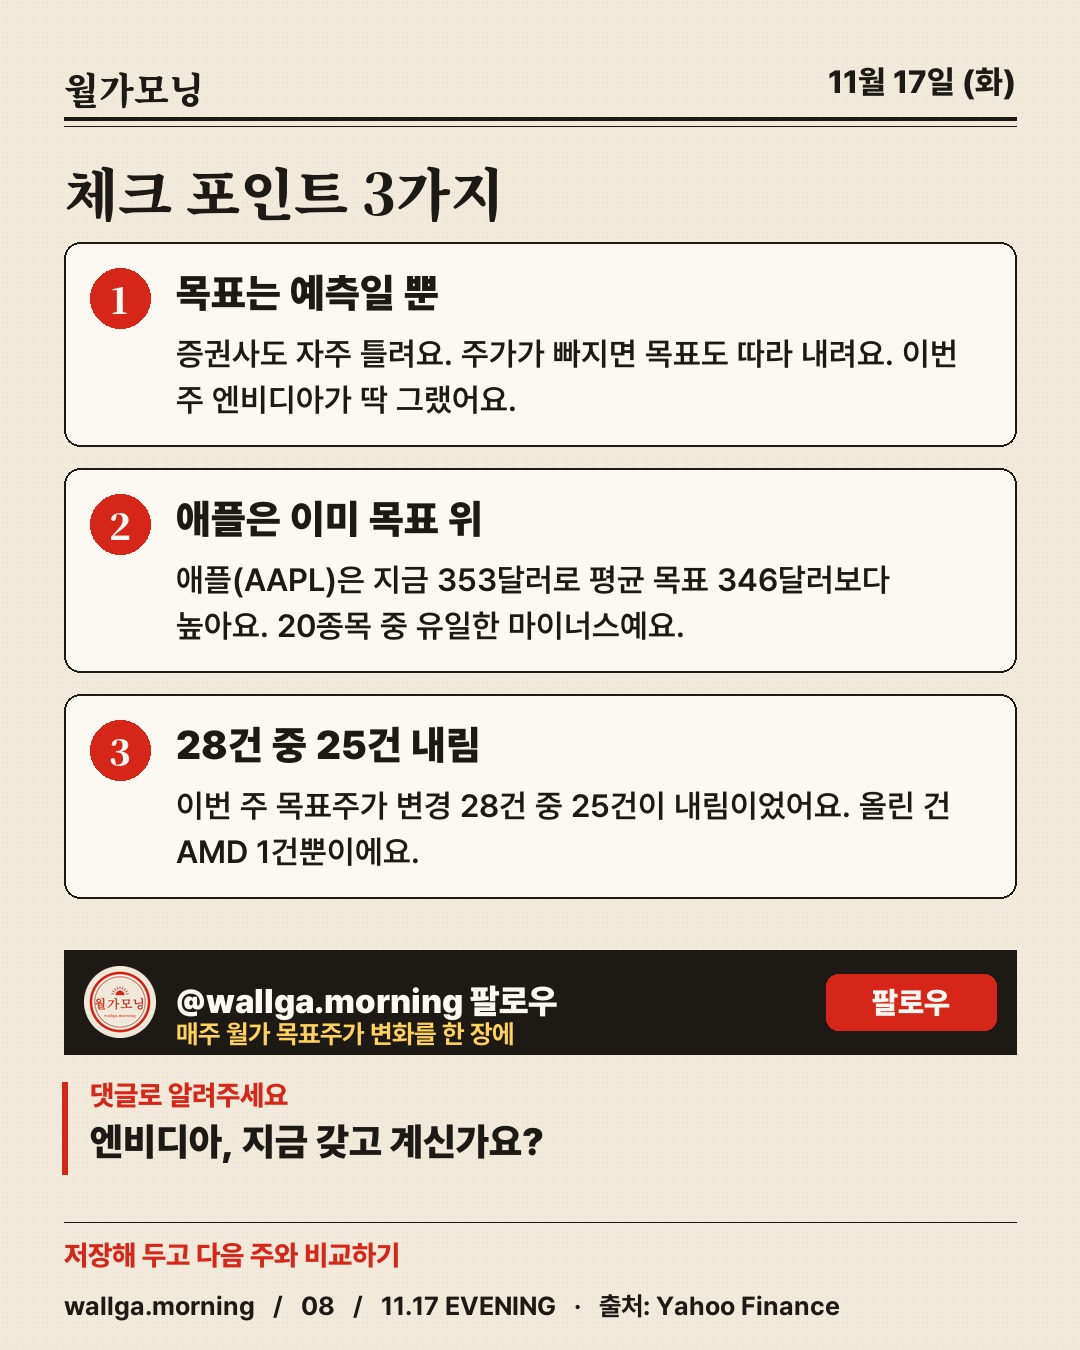 월가모닝
11월 17일 (화)
체크 포인트 3가지
1
목표는 예측일 뿐
증권사도 자주 틀려요. 주가가 빠지면 목표도 따라 내려요. 이번
주 엔비디아가 딱 그랬어요.
2
애플은 이미 목표 위
애플(AAPL)은 지금 353달러로 평균 목표 346달러보다
높아요. 20종목 중 유일한 마이너스예요.
3
28건 중 25건 내림
이번 주 목표주가 변경 28건 중 25건이 내림이었어요. 올린 건
AMD 1건뿐이에요.
월가모닝
wallga.morning
@wallga.morning 팔로우
매주 월가 목표주가 변화를 한 장에
팔로우
댓글로 알려주세요
엔비디아, 지금 갖고 계신가요?
저장해 두고 다음 주와 비교하기
wallga.morning / 08 / 11.17 EVENING · 출처: Yahoo Finance